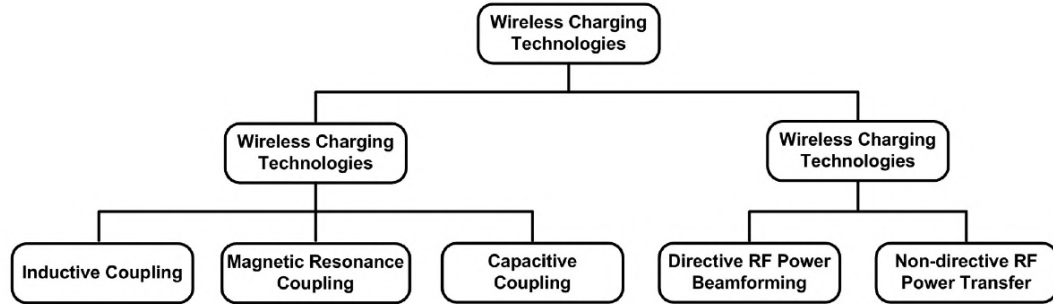 Wireless Charging
Technologies
Wireless Charging
Technologies
Wireless Charging
Technologies
Inductive Coupling
Magnetic Resonance
Coupling
Capacitive
Coupling
Directive RF Power
Beamforming
Non-directive RF
Power Transfer